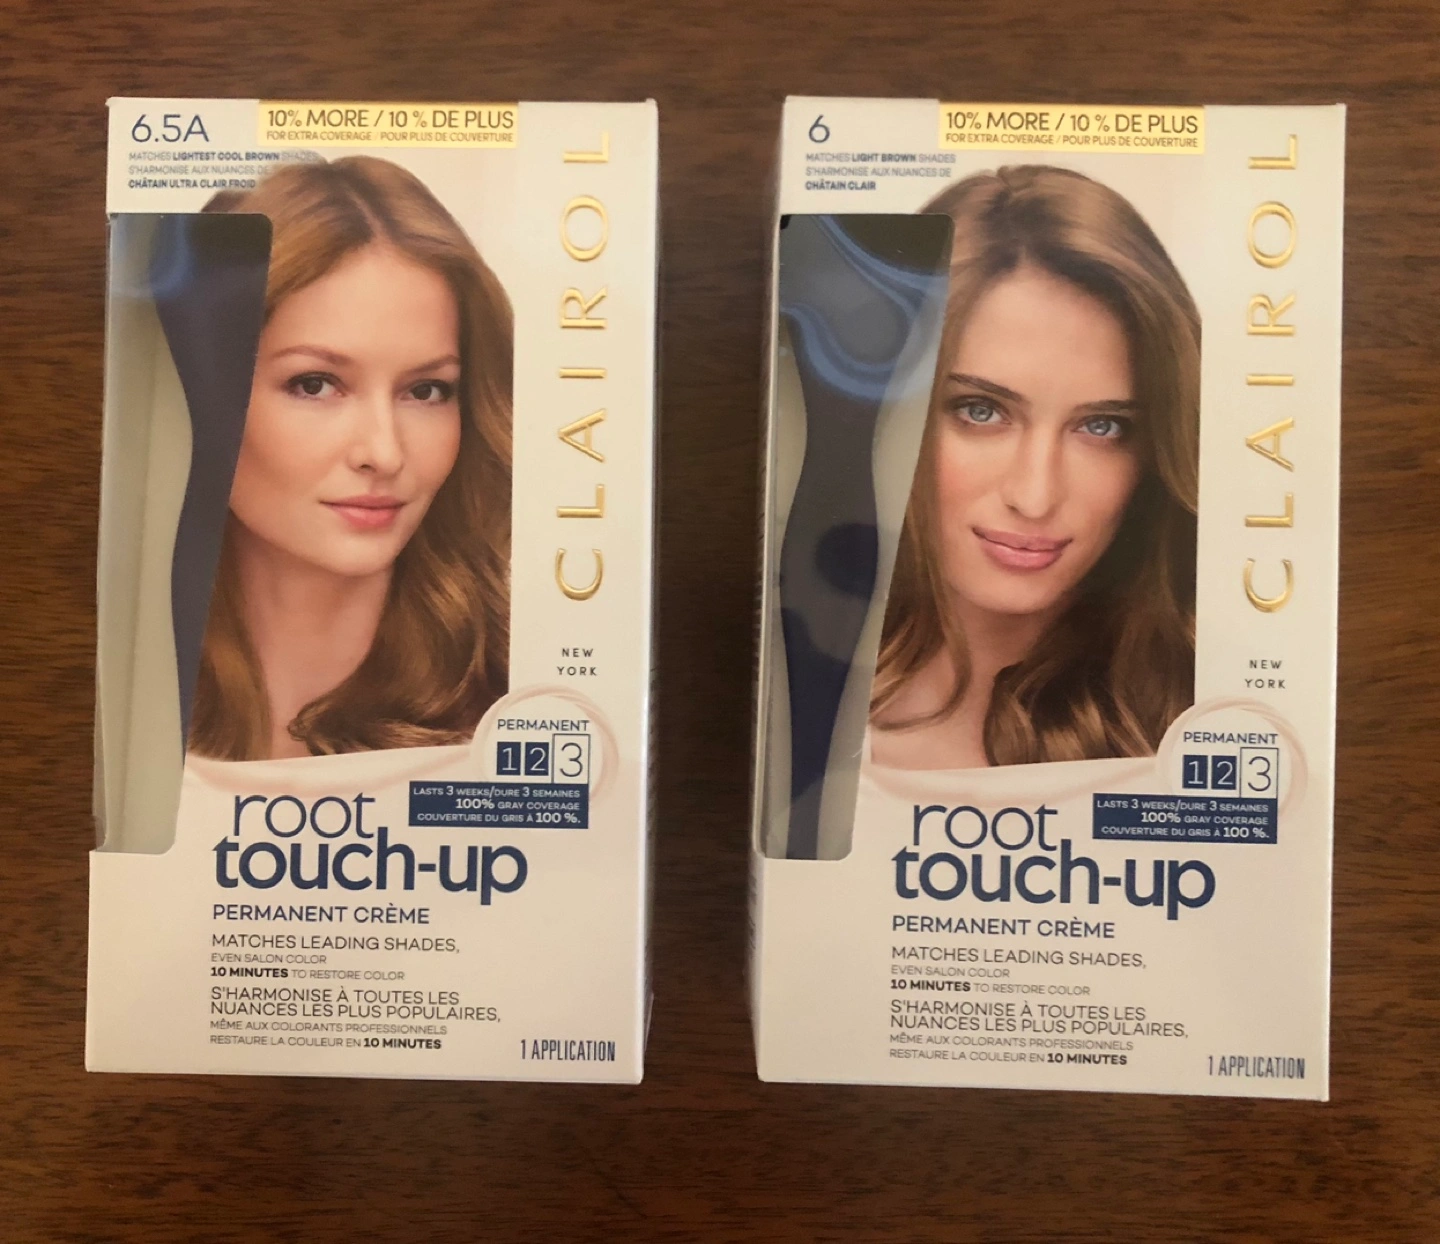 6.5A
10% MORE / 10 % DE PLUS
FOR EXTRA COVERAGE / POUR PLUS DE COUVERTURE
MATCHES LIGHTEST COOL BROWN SHADES
S'HARMONISE AUX NUANCES DE
CHÂTAIN ULTRA CLAIR FROID
CLAIROL
NEW
YORK
PERMANENT
1 2 3
LASTS 3 WEEKS/DURE 3 SEMAINES
100% GRAY COVERAGE
COUVERTURE DU GRIS À 100 %.
root
touch-up
PERMANENT CRÈME
MATCHES LEADING SHADES,
EVEN SALON COLOR
10 MINUTES TO RESTORE COLOR
S'HARMONISE À TOUTES LES
NUANCES LES PLUS POPULAIRES,
MÊME AUX COLORANTS PROFESSIONNELS
RESTAURE LA COULEUR EN 10 MINUTES
1 APPLICATION
6
10% MORE / 10 % DE PLUS
FOR EXTRA COVERAGE / POUR PLUS DE COUVERTURE
MATCHES LIGHT BROWN SHADES
S'HARMONISE AUX NUANCES DE
CHÂTAIN CLAIR
CLAIROL
NEW
YORK
PERMANENT
1 2 3
LASTS 3 WEEKS/DURE 3 SEMAINES
100% GRAY COVERAGE
COUVERTURE DU GRIS À 100 %.
root
touch-up
PERMANENT CRÈME
MATCHES LEADING SHADES,
EVEN SALON COLOR
10 MINUTES TO RESTORE COLOR
S'HARMONISE À TOUTES LES
NUANCES LES PLUS POPULAIRES,
MÊME AUX COLORANTS PROFESSIONNELS
RESTAURE LA COULEUR EN 10 MINUTES
1 APPLICATION